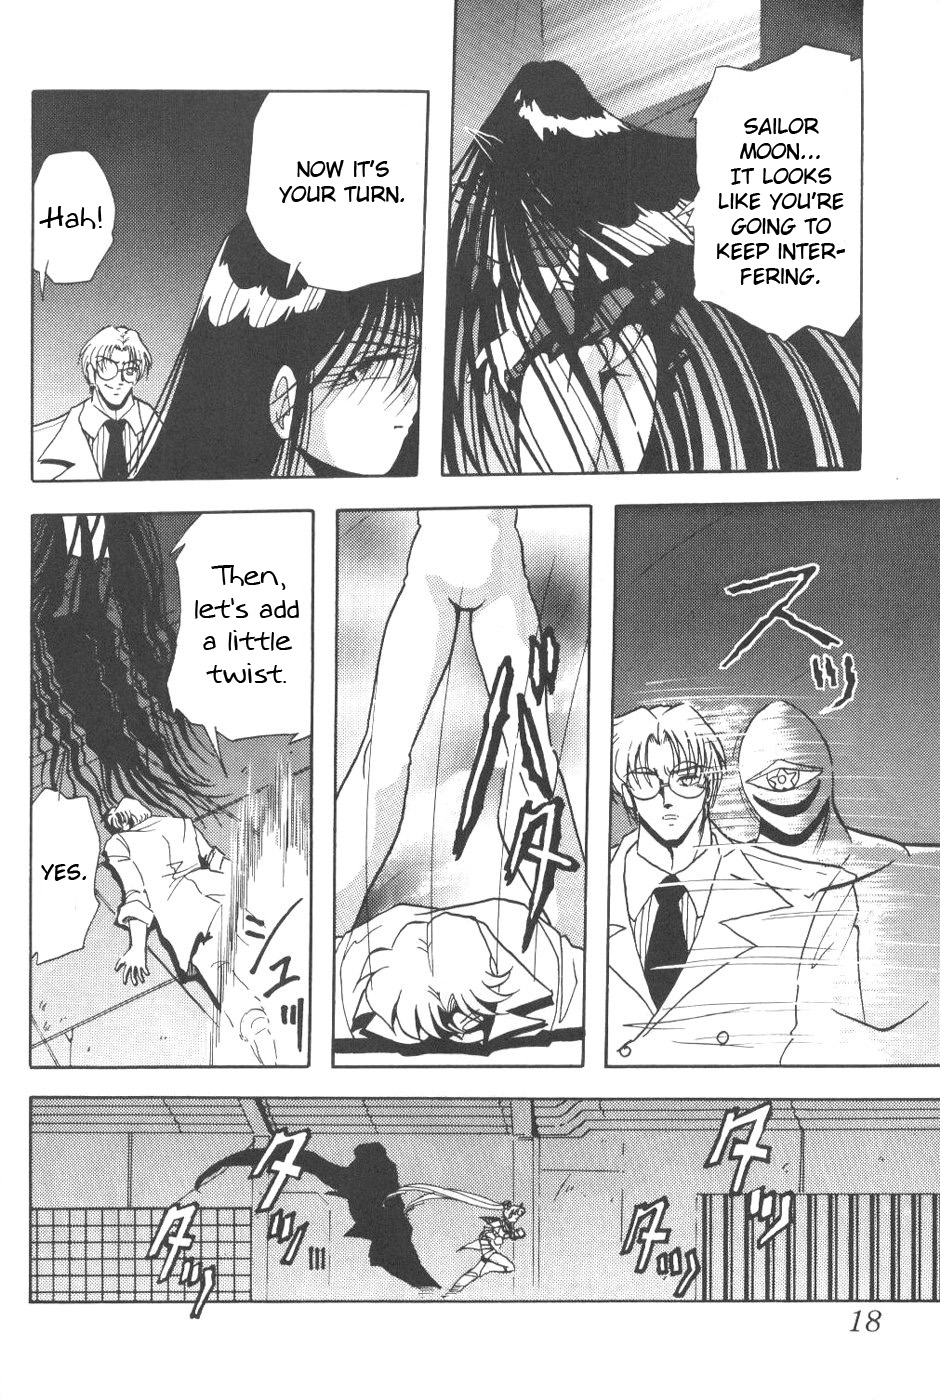 SAILOR
MOON...
IT LOOKS
LIKE YOU'RE
GOING TO
KEEP INTER-
FERING.
NOW IT'S
YOUR TURN.
Hah!
スッ
バタッ
Then,
let's add
a little
twist.
YES.
シュッ
タッ
タッ
タッ
タッ
18